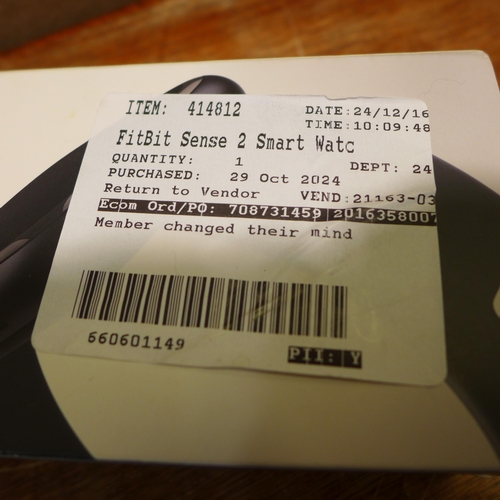 ITEM: 414812
DATE:24/12/16
TIME:10:09:48
FitBit Sense 2 Smart Watc
QUANTITY: 1
DEPT: 24
PURCHASED: 29 Oct 2024
Return to Vendor VEND:21163-03
Ecom Ord/PO: 708731459 2016358007
Member changed their mind
660601149
PII: Y